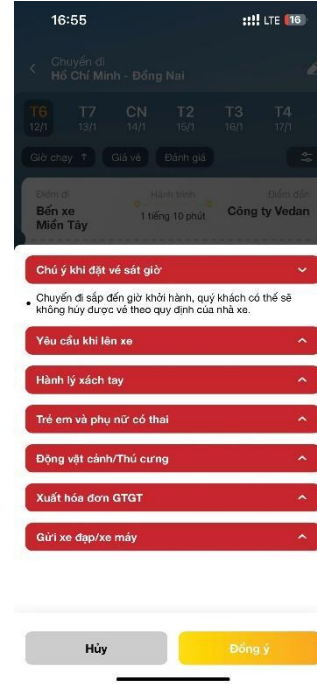 16:55
LTE 16
Chuyến đi
Hồ Chí Minh - Đồng Nai
T6 T7 CN T2 T3 T4
12/1 13/1 14/1 15/1 16/1 17/1
Giờ chạy ↑ Giá vé Đánh giá
Điểm đi Hành trình Điểm đến
Bến xe 1 tiếng 10 phút Công ty Vedan
Miền Tây
Chú ý khi đặt vé sát giờ
• Chuyến đi sắp đến giờ khởi hành, quý khách có thể sẽ
không hủy được vé theo quy định của nhà xe.
Yêu cầu khi lên xe
Hành lý xách tay
Trẻ em và phụ nữ có thai
Động vật cảnh/Thú cưng
Xuất hóa đơn GTGT
Gửi xe đạp/xe máy
Hủy Đồng ý